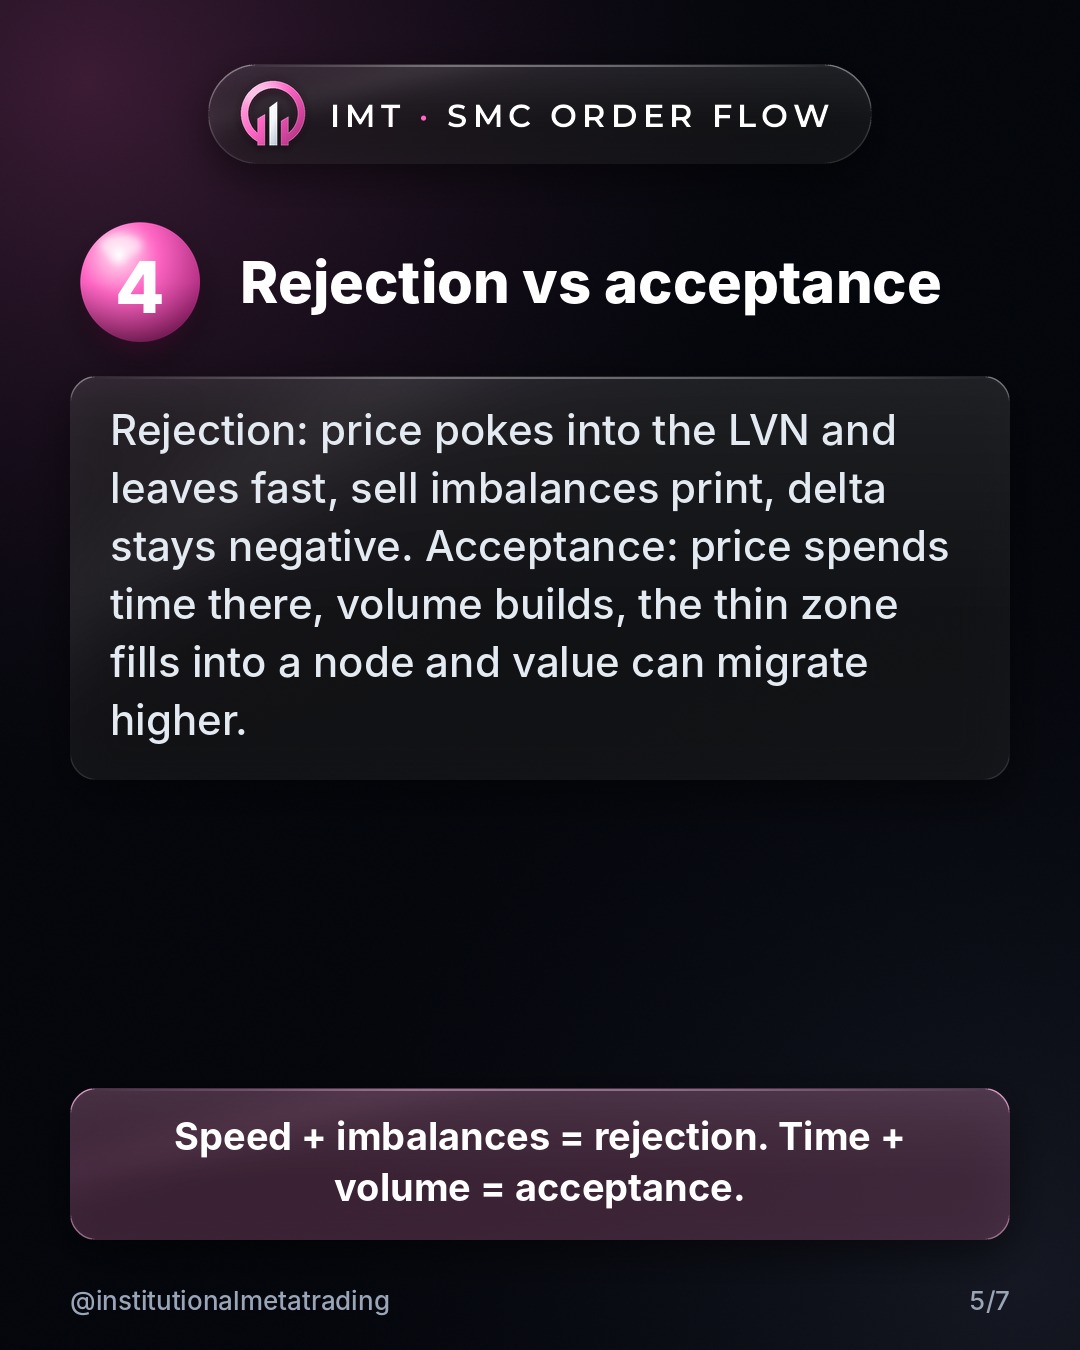 IMT · SMC ORDER FLOW
4 Rejection vs acceptance
Rejection: price pokes into the LVN and
leaves fast, sell imbalances print, delta
stays negative. Acceptance: price spends
time there, volume builds, the thin zone
fills into a node and value can migrate
higher.
Speed + imbalances = rejection. Time +
volume = acceptance.
@institutionalmetatrading
5/7